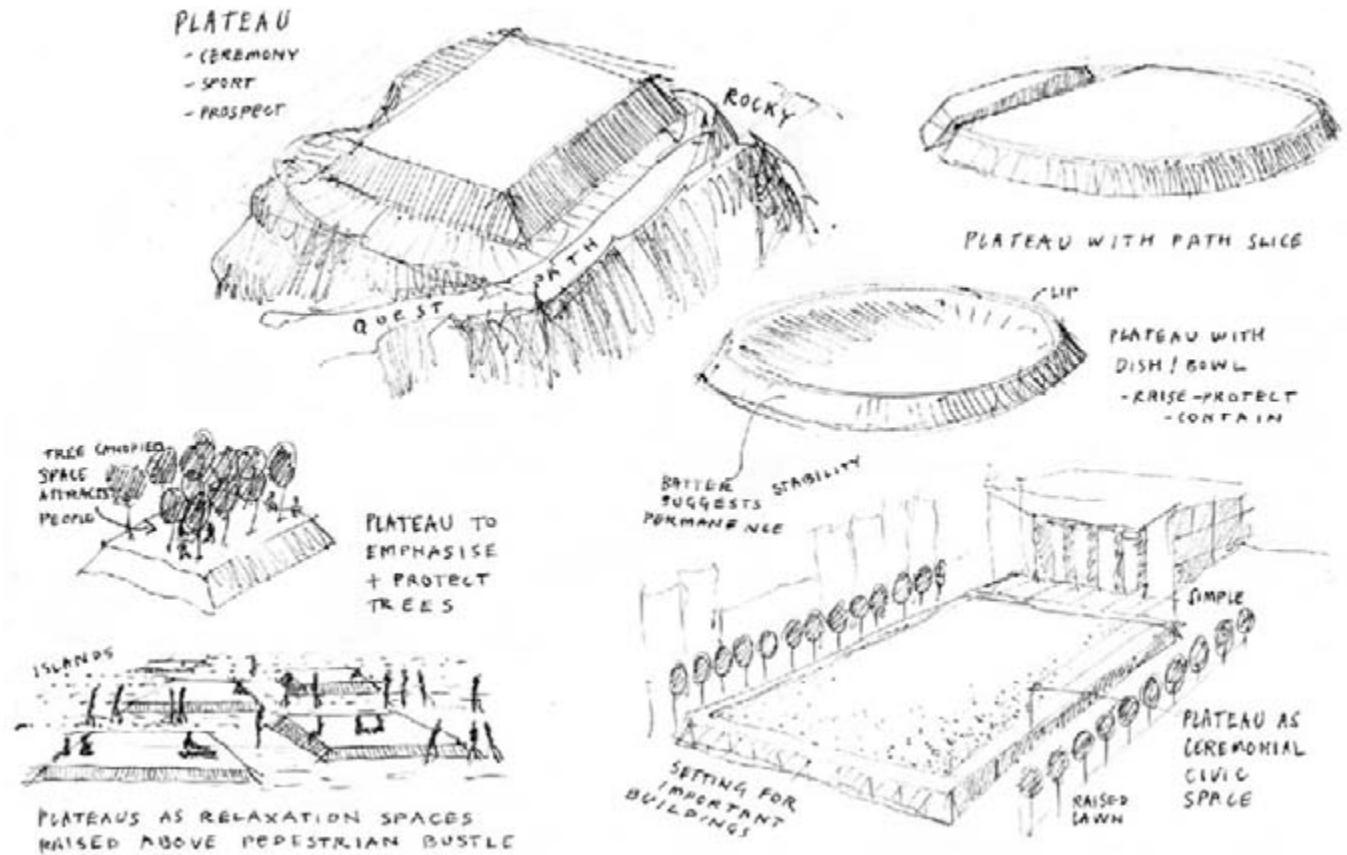 PLATEAU
- CEREMONY
- SPORT
- PROSPECT
ROCKY
QUEST PATH
PLATEAU WITH PATH SLICE
LIP
PLATEAU WITH
DISH / BOWL
- RAISE - PROTECT
- CONTAIN
BATTER
SUGGESTS
PERMANENCE
STABILITY
TREE CANOPIED
SPACE
ATTRACTS
PEOPLE
PLATEAU TO
EMPHASISE
+ PROTECT
TREES
ISLANDS
PLATEAUS AS RELAXATION SPACES
RAISED ABOVE PEDESTRIAN BUSTLE
SIMPLE
SETTING FOR
IMPORTANT
BUILDINGS
RAISED
LAWN
PLATEAU AS
CEREMONIAL
CIVIC
SPACE